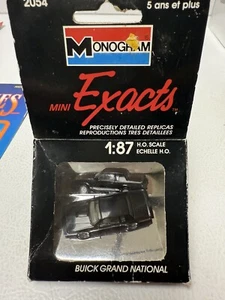 2054
5 ans et plus
MONOGRAM
MINI Exacts
PRECISELY DETAILED REPLICAS
REPRODUCTIONS TRES DETAILLEES
1:87 H.O. SCALE
ECHELLE H.O.
BUICK GRAND NATIONAL